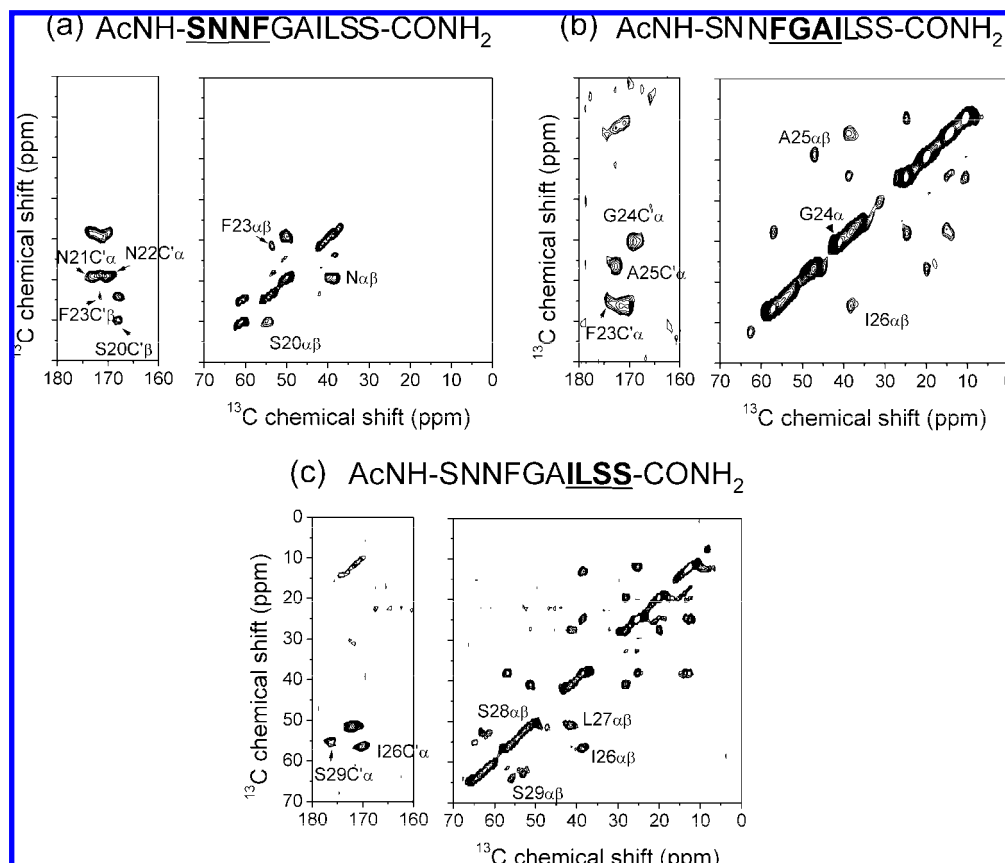 (a) AcNH-SNNFGAILSS-CONH₂
(b) AcNH-SNNFGAILSS-CONH₂
¹³C chemical shift (ppm)
F23αβ
N21C'α
N22C'α
F23C'β
S20C'β
Nαβ
S20αβ
180 160
70 60 50 40 30 20 10 0
¹³C chemical shift (ppm)
¹³C chemical shift (ppm)
G24C'α
A25C'α
F23C'α
A25αβ
G24α
I26αβ
180 170 160
70 60 50 40 30 20 10
¹³C chemical shift (ppm)
(c) AcNH-SNNFGAILSS-CONH₂
¹³C chemical shift (ppm)
0
10
20
30
40
50
60
70
I26C'α
S29C'α
S28αβ
L27αβ
I26αβ
S29αβ
180 170 160
70 60 50 40 30 20 10 0
¹³C chemical shift (ppm)